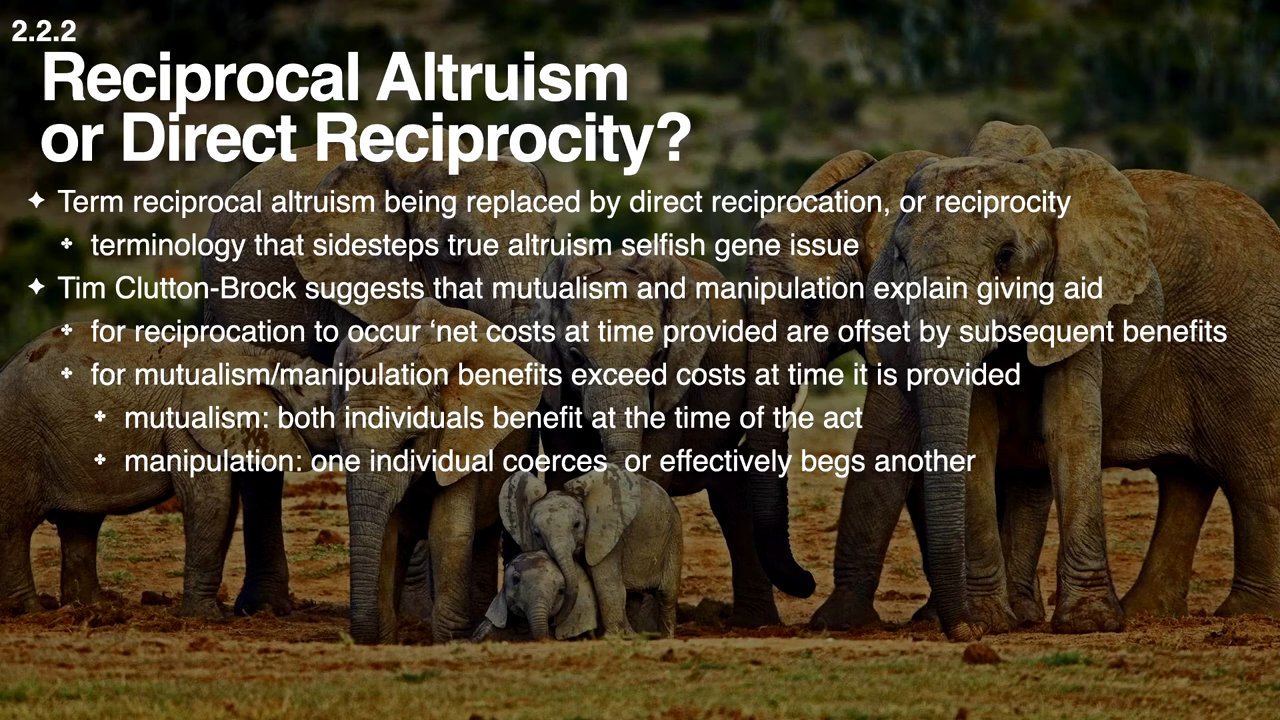 2.2.2
Reciprocal Altruism
or Direct Reciprocity?
✦ Term reciprocal altruism being replaced by direct reciprocation, or reciprocity
✤ terminology that sidesteps true altruism selfish gene issue
✦ Tim Clutton-Brock suggests that mutualism and manipulation explain giving aid
✤ for reciprocation to occur ‘net costs at time provided are offset by subsequent benefits
✤ for mutualism/manipulation benefits exceed costs at time it is provided
✤ mutualism: both individuals benefit at the time of the act
✤ manipulation: one individual coerces  or effectively begs another